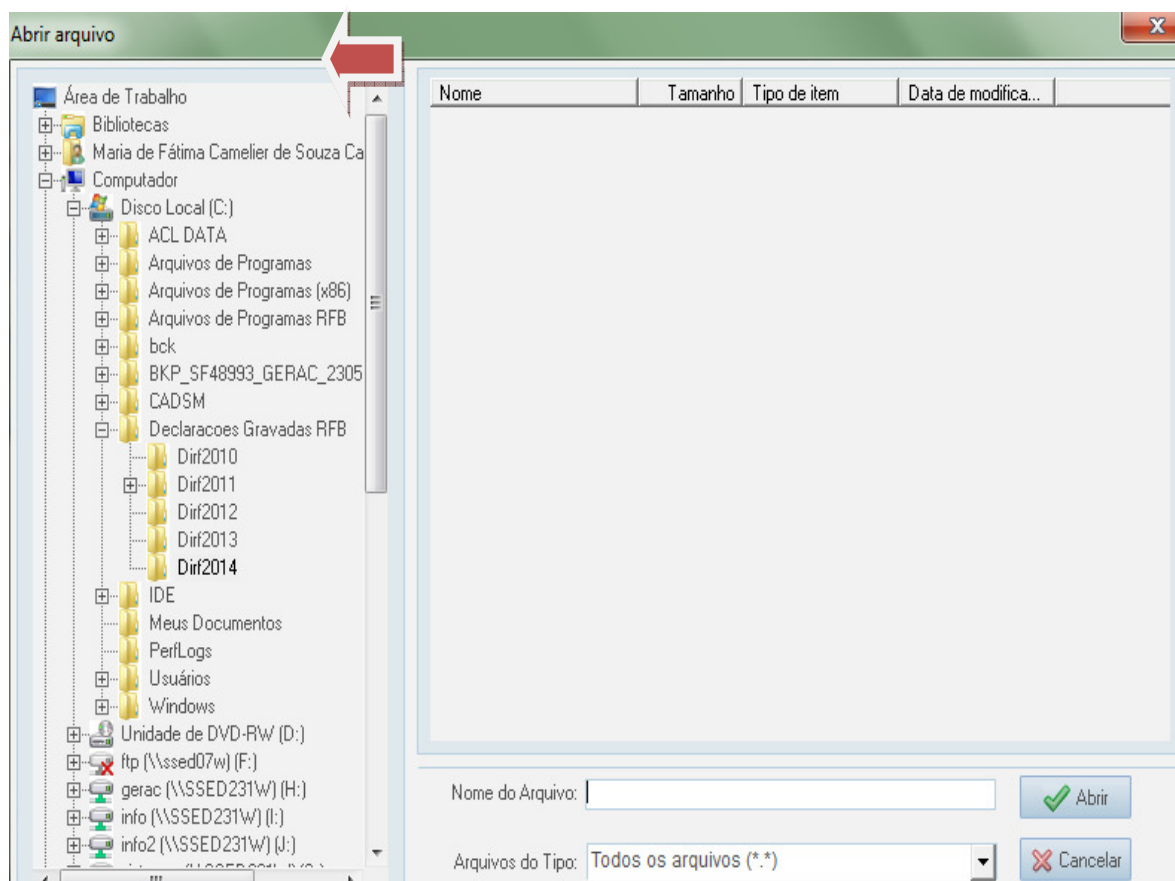 Abrir arquivo
Área de Trabalho
Bibliotecas
Maria de Fátima Camelier de Souza Ca
Computador
Disco Local (C:)
ACL DATA
Arquivos de Programas
Arquivos de Programas (x86)
Arquivos de Programas RFB
bck
BKP_SF48993_GERAC_2305
CADSM
Declaracoes Gravadas RFB
Dirf2010
Dirf2011
Dirf2012
Dirf2013
Dirf2014
IDE
Meus Documentos
PerfLogs
Usuários
Windows
Unidade de DVD-RW (D:)
ftp (\\ssed07w) (F:)
gerac (\\SSED231W) (H:)
info (\\SSED231W) (I:)
info2 (\\SSED231W) (J:)
Nome Tamanho Tipo de item Data de modifica...
Nome do Arquivo:
Abrir
Arquivos do Tipo: Todos os arquivos (*.*)
Cancelar